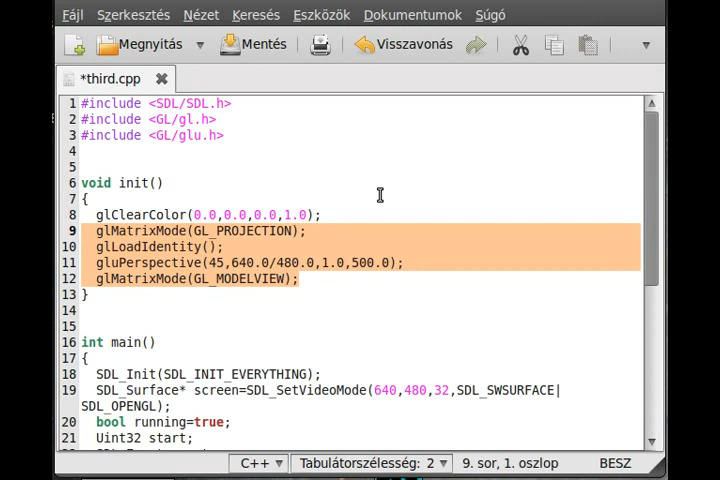 Fájl Szerkesztés Nézet Keresés Eszközök Dokumentumok Súgó
Megnyitás Mentés Visszavonás
*third.cpp
1 #include <SDL/SDL.h>
2 #include <GL/gl.h>
3 #include <GL/glu.h>
4
5
6 void init()
7 {
8   glClearColor(0.0,0.0,0.0,1.0);
9   glMatrixMode(GL_PROJECTION);
10   glLoadIdentity();
11   gluPerspective(45,640.0/480.0,1.0,500.0);
12   glMatrixMode(GL_MODELVIEW);
13 }
14
15
16 int main()
17 {
18   SDL_Init(SDL_INIT_EVERYTHING);
19   SDL_Surface* screen=SDL_SetVideoMode(640,480,32,SDL_SWSURFACE|
SDL_OPENGL);
20   bool running=true;
21   Uint32 start;
C++ Tabulátorszélesség: 2 9. sor, 1. oszlop BESZ